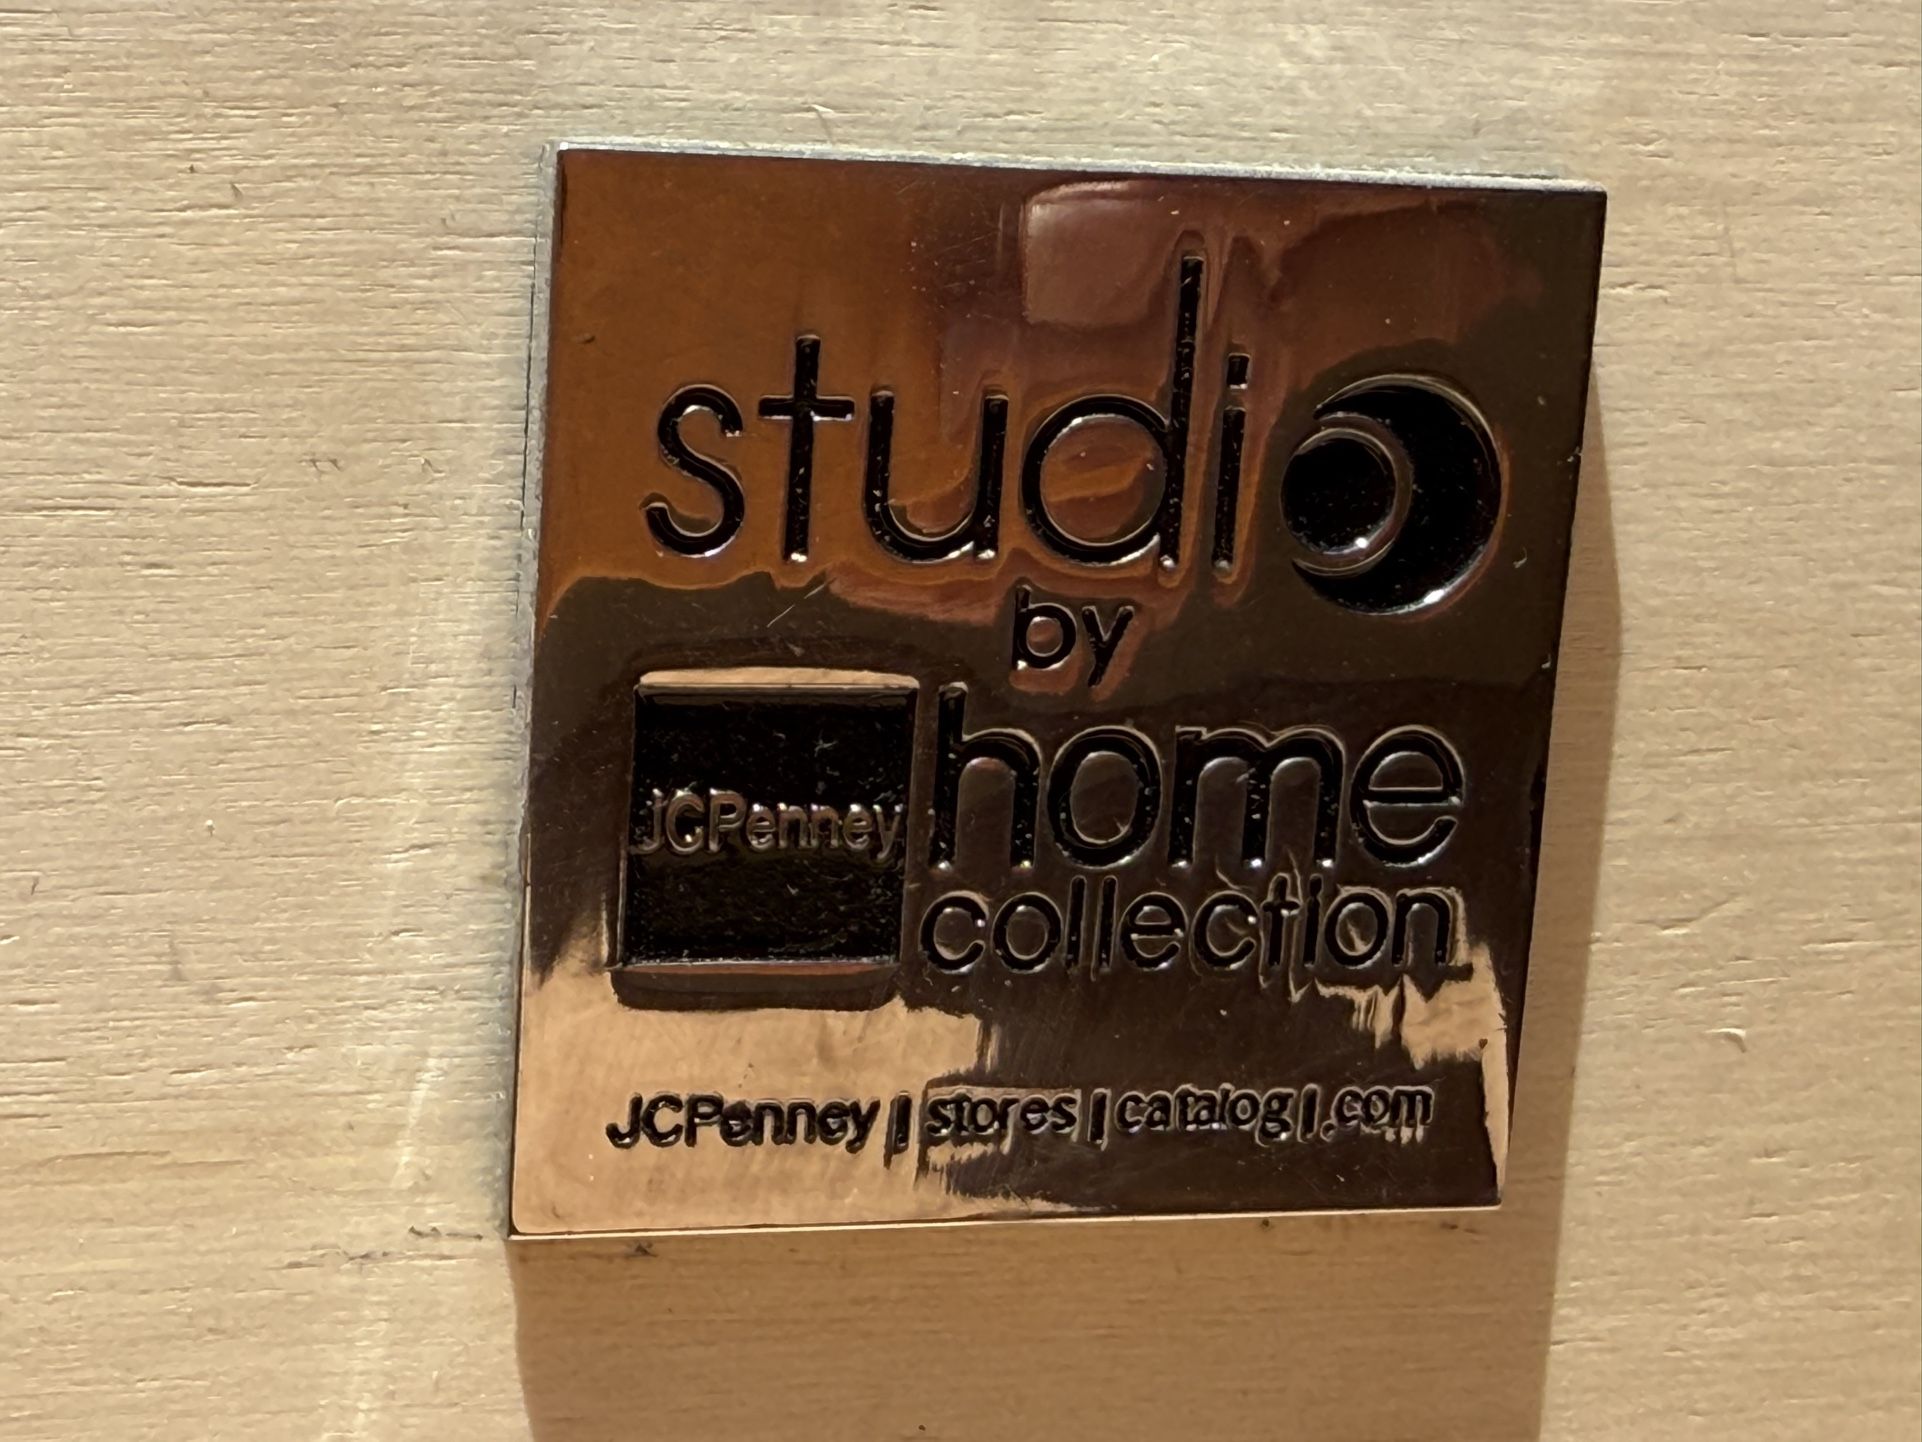 studio
by
JCPenney
home
collection
JCPenney | stores | catalog | .com